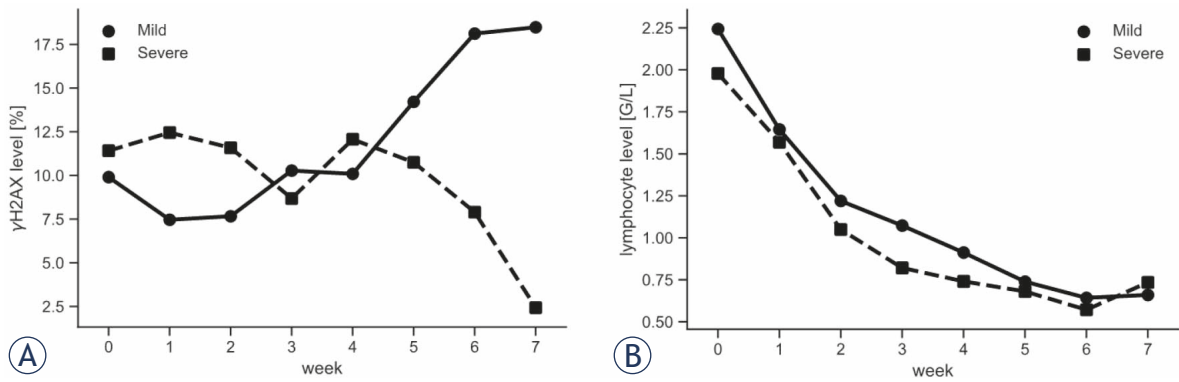 Mild
Severe
γH2AX level [%]
17.5
15.0
12.5
10.0
7.5
5.0
2.5
0 1 2 3 4 5 6 7
week
A
Mild
Severe
lymphocyte level [G/L]
2.25
2.00
1.75
1.50
1.25
1.00
0.75
0.50
0 1 2 3 4 5 6 7
week
B